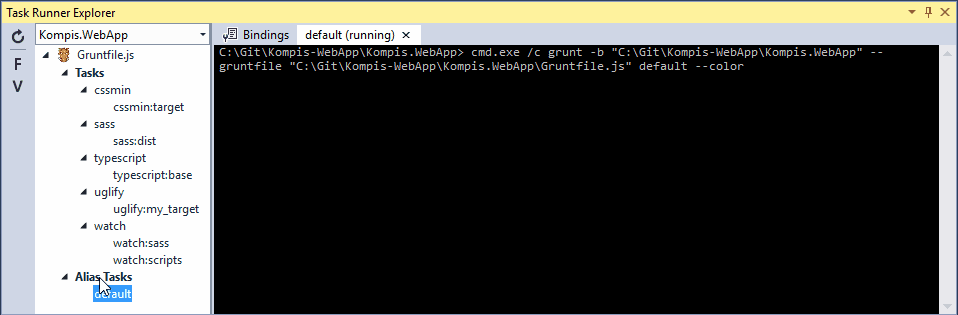 Task Runner Explorer
Kompis.WebApp
Bindings
default (running)
F
V
Gruntfile.js
Tasks
cssmin
cssmin:target
sass
sass:dist
typescript
typescript:base
uglify
uglify:my_target
watch
watch:sass
watch:scripts
Alias Tasks
default
C:\Git\Kompis-WebApp\Kompis.WebApp> cmd.exe /c grunt -b "C:\Git\Kompis-WebApp\Kompis.WebApp" --
gruntfile "C:\Git\Kompis-WebApp\Kompis.WebApp\Gruntfile.js" default --color